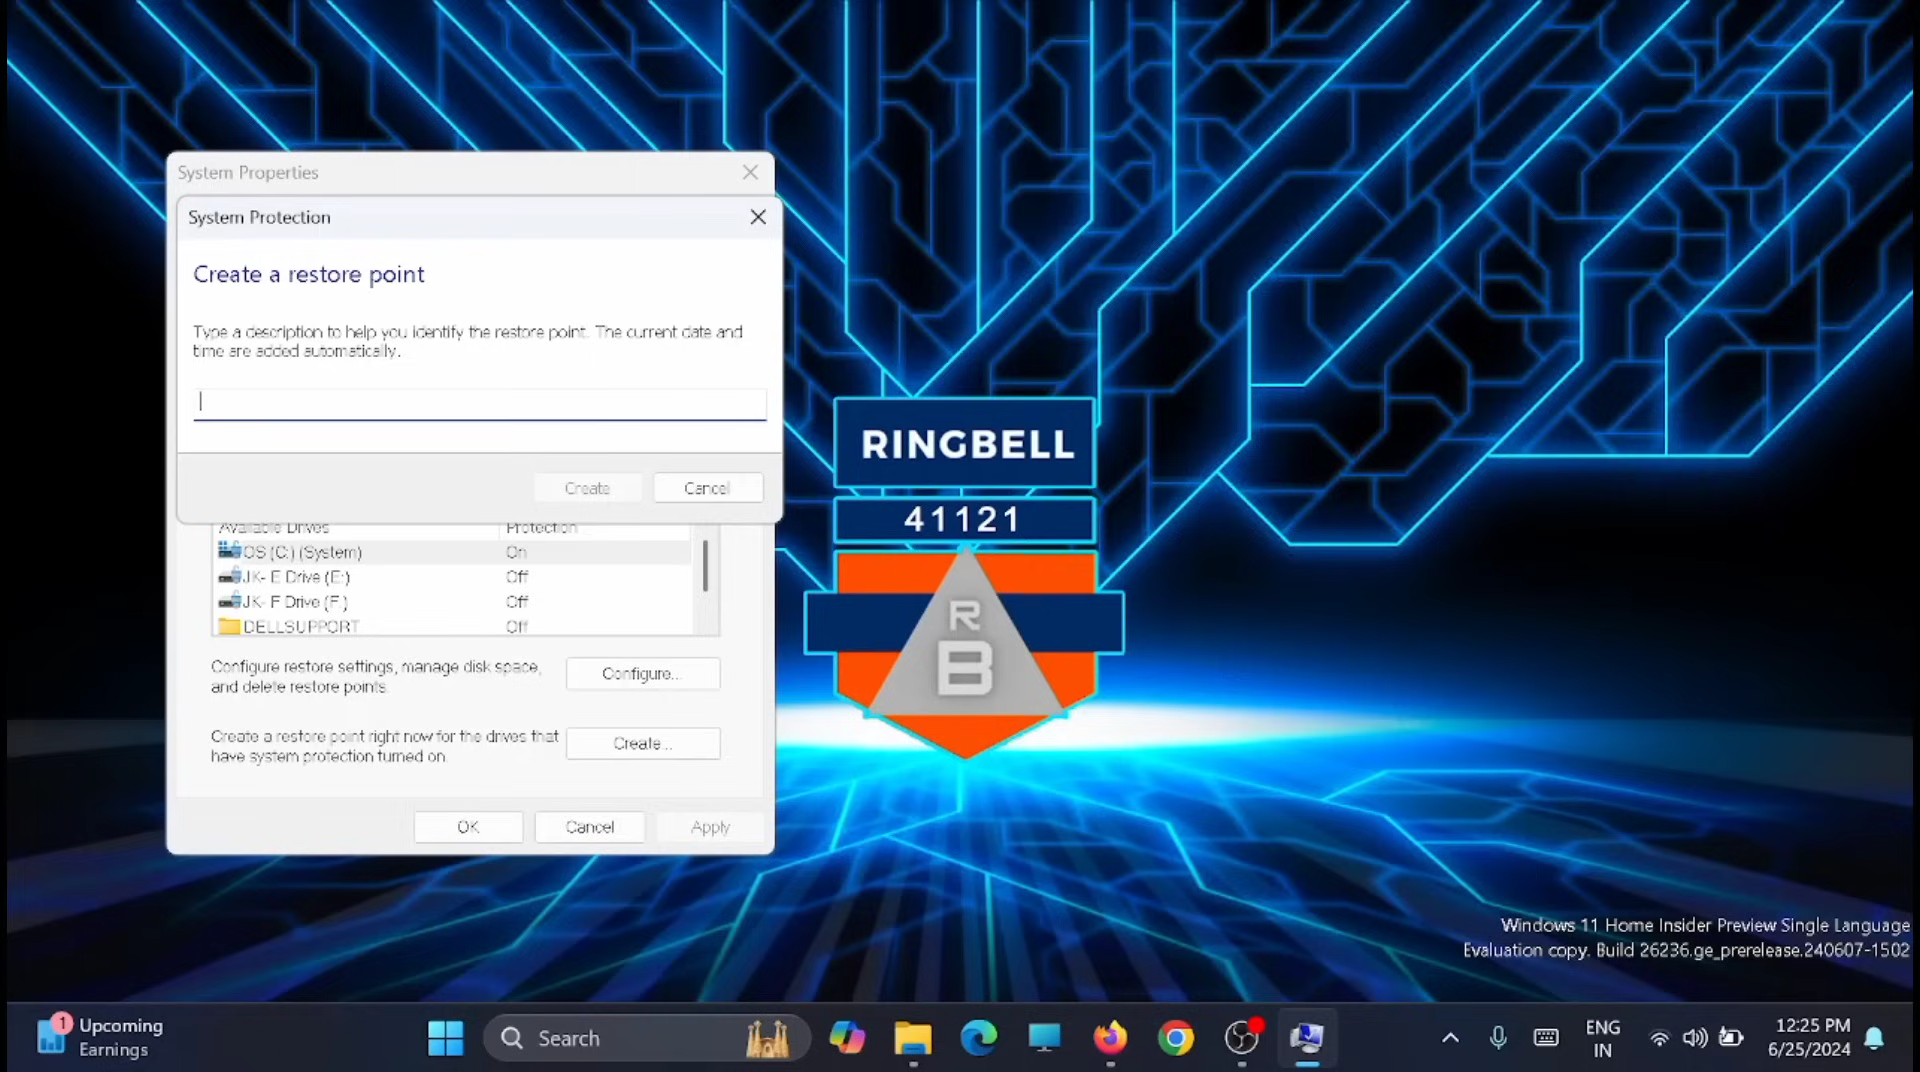 System Properties
System Protection
Create a restore point
Type a description to help you identify the restore point. The current date and
time are added automatically.
Create
Cancel
Available Drives
Protection
OS (C:) (System)
On
JK- E Drive (E:)
Off
JK- F Drive (F:)
Off
DELLSUPPORT
Off
Configure restore settings, manage disk space,
and delete restore points.
Configure...
Create a restore point right now for the drives that
have system protection turned on.
Create...
OK
Cancel
Apply
RINGBELL
41121
R
B
Windows 11 Home Insider Preview Single Language
Evaluation copy. Build 26236.ge_prerelease.240607-1502
1
Upcoming
Earnings
Search
ENG
IN
12:25 PM
6/25/2024